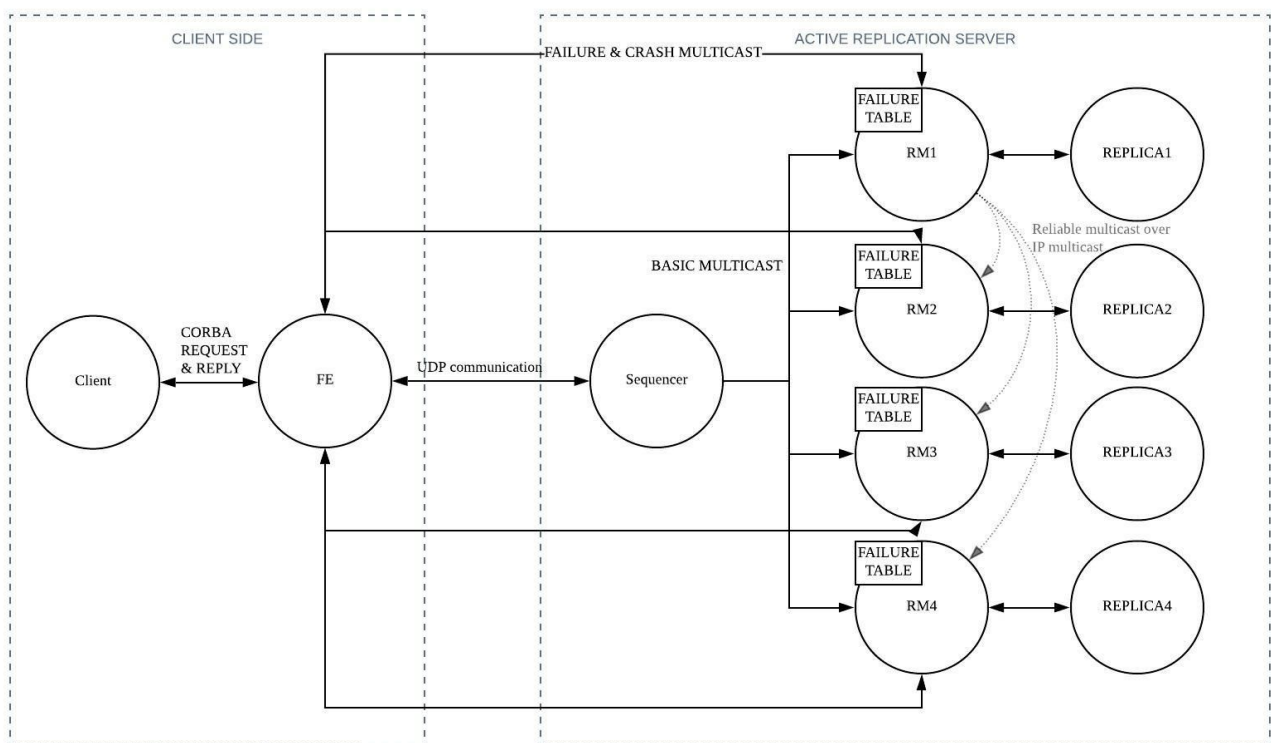 CLIENT SIDE
ACTIVE REPLICATION SERVER
FAILURE & CRASH MULTICAST
FAILURE
TABLE
RM1
REPLICA1
Reliable multicast over
IP multicast
BASIC MULTICAST
FAILURE
TABLE
RM2
REPLICA2
CORBA
REQUEST
& REPLY
Client
FE
UDP communication
Sequencer
FAILURE
TABLE
RM3
REPLICA3
FAILURE
TABLE
RM4
REPLICA4